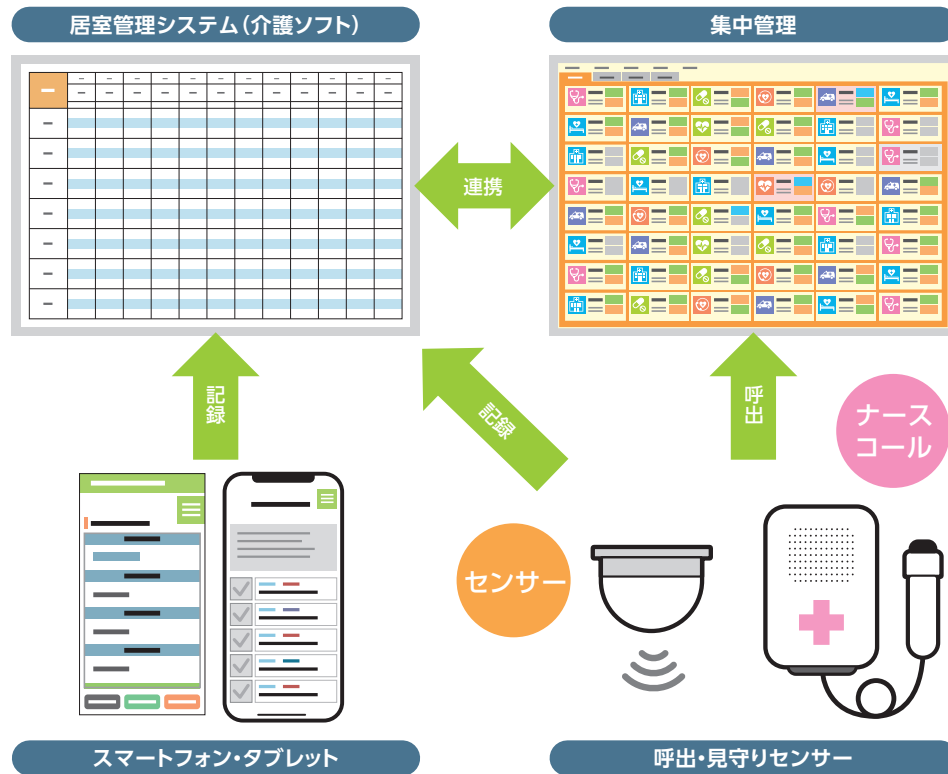 居室管理システム(介護ソフト)
集中管理
連携
記録
記録
呼出
ナース
コール
センサー
スマートフォン・タブレット
呼出・見守りセンサー